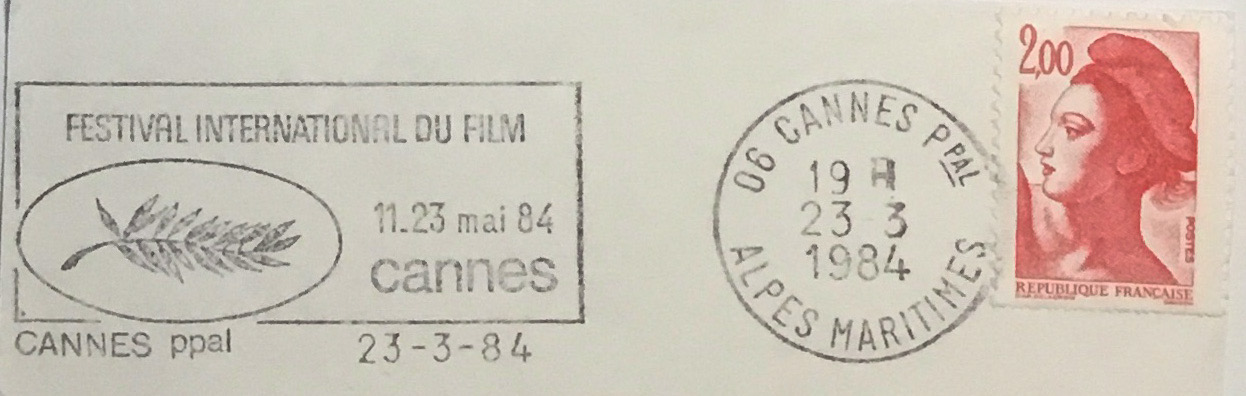 FESTIVAL INTERNATIONAL DU FILM
11.23 mai 84
cannes
CANNES ppal
23-3-84
06 CANNES PPAL
19 H
23 3
1984
ALPES MARITIMES
2,00
POSTES
REPUBLIQUE FRANÇAISE